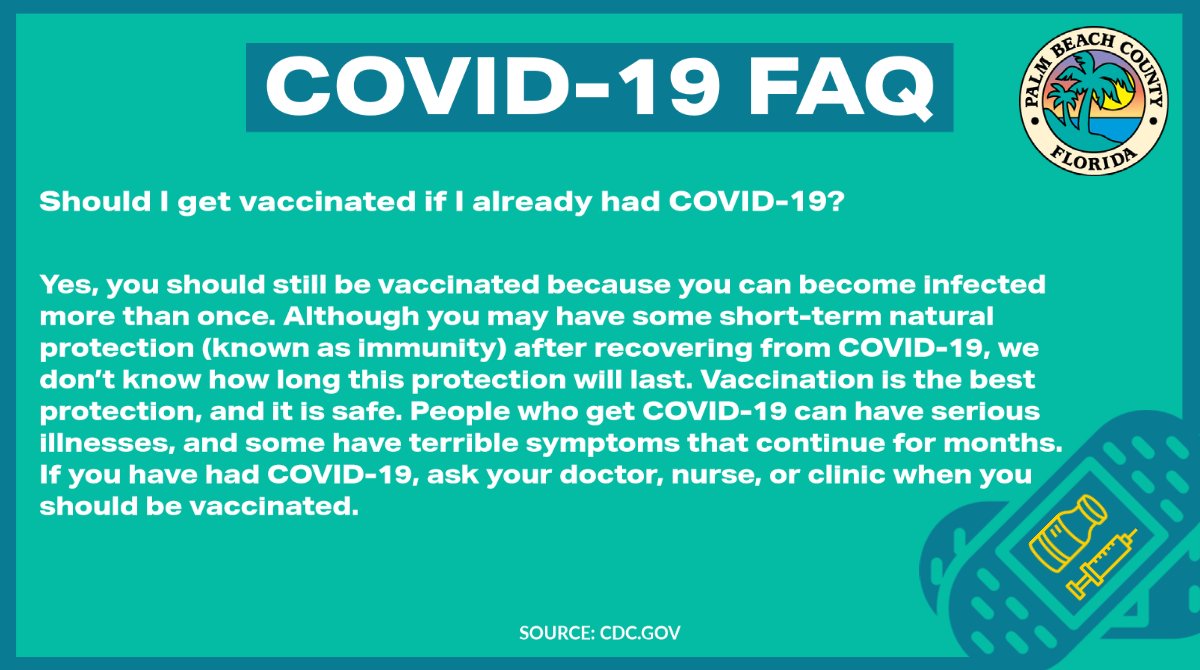 COVID-19 FAQ
PALM BEACH COUNTY
FLORIDA
Should I get vaccinated if I already had COVID-19?
Yes, you should still be vaccinated because you can become infected
more than once. Although you may have some short-term natural
protection (known as immunity) after recovering from COVID-19, we
don’t know how long this protection will last. Vaccination is the best
protection, and it is safe. People who get COVID-19 can have serious
illnesses, and some have terrible symptoms that continue for months.
If you have had COVID-19, ask your doctor, nurse, or clinic when you
should be vaccinated.
SOURCE: CDC.GOV